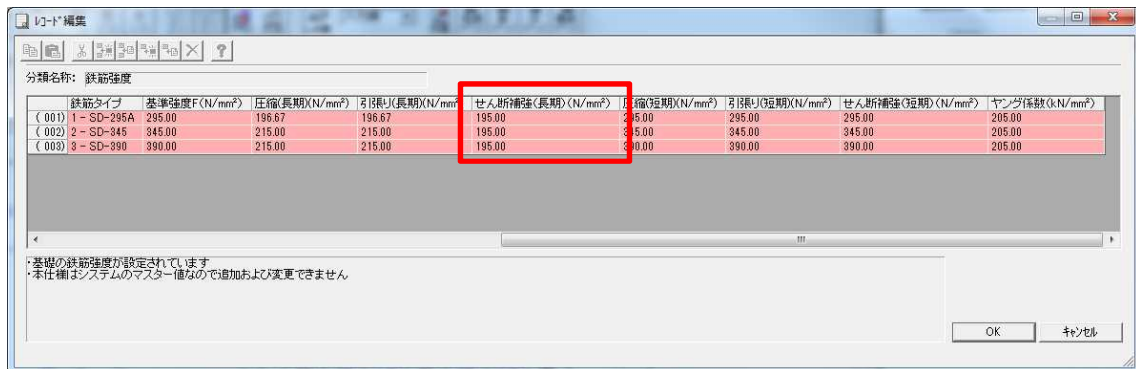 レコード編集
分類名称: 鉄筋強度
鉄筋タイプ 基準強度F(N/mm²) 圧縮(長期)(N/mm²) 引張り(長期)(N/mm² せん断補強(長期)(N/mm²) 圧縮(短期)(N/mm²) 引張り(短期)(N/mm²) せん断補強(短期)(N/mm²) ヤング係数(kN/mm²)
( 001) 1 - SD-295A 295.00 196.67 196.67 195.00 295.00 295.00 295.00 205.00
( 002) 2 - SD-345 345.00 215.00 215.00 195.00 345.00 345.00 345.00 205.00
( 003) 3 - SD-390 390.00 215.00 215.00 195.00 390.00 390.00 390.00 205.00
・基礎の鉄筋強度が設定されています
・本仕様はシステムのマスター値なので追加および変更できません
OK キャンセル